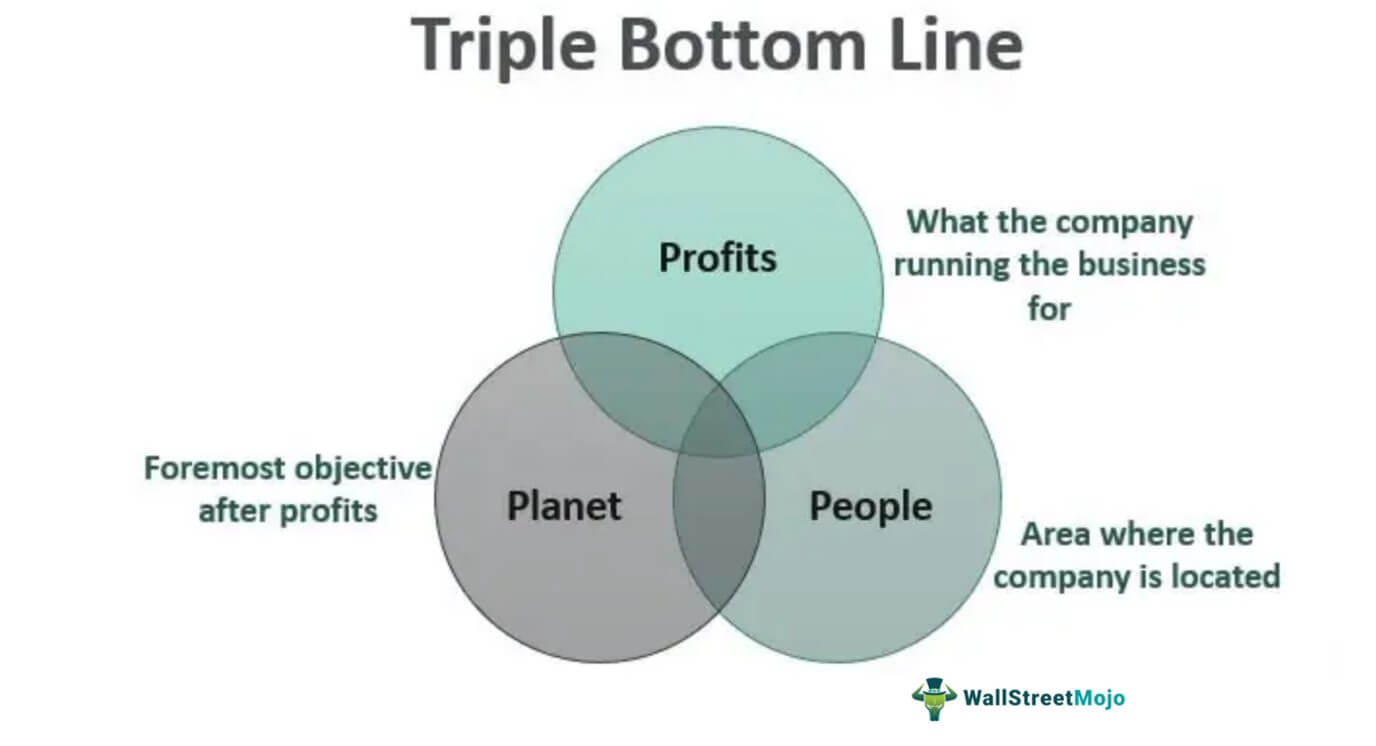 Triple Bottom Line
Profits
What the company
running the business
for
Foremost objective
after profits
Planet
People
Area where the
company is located
WallStreetMojo